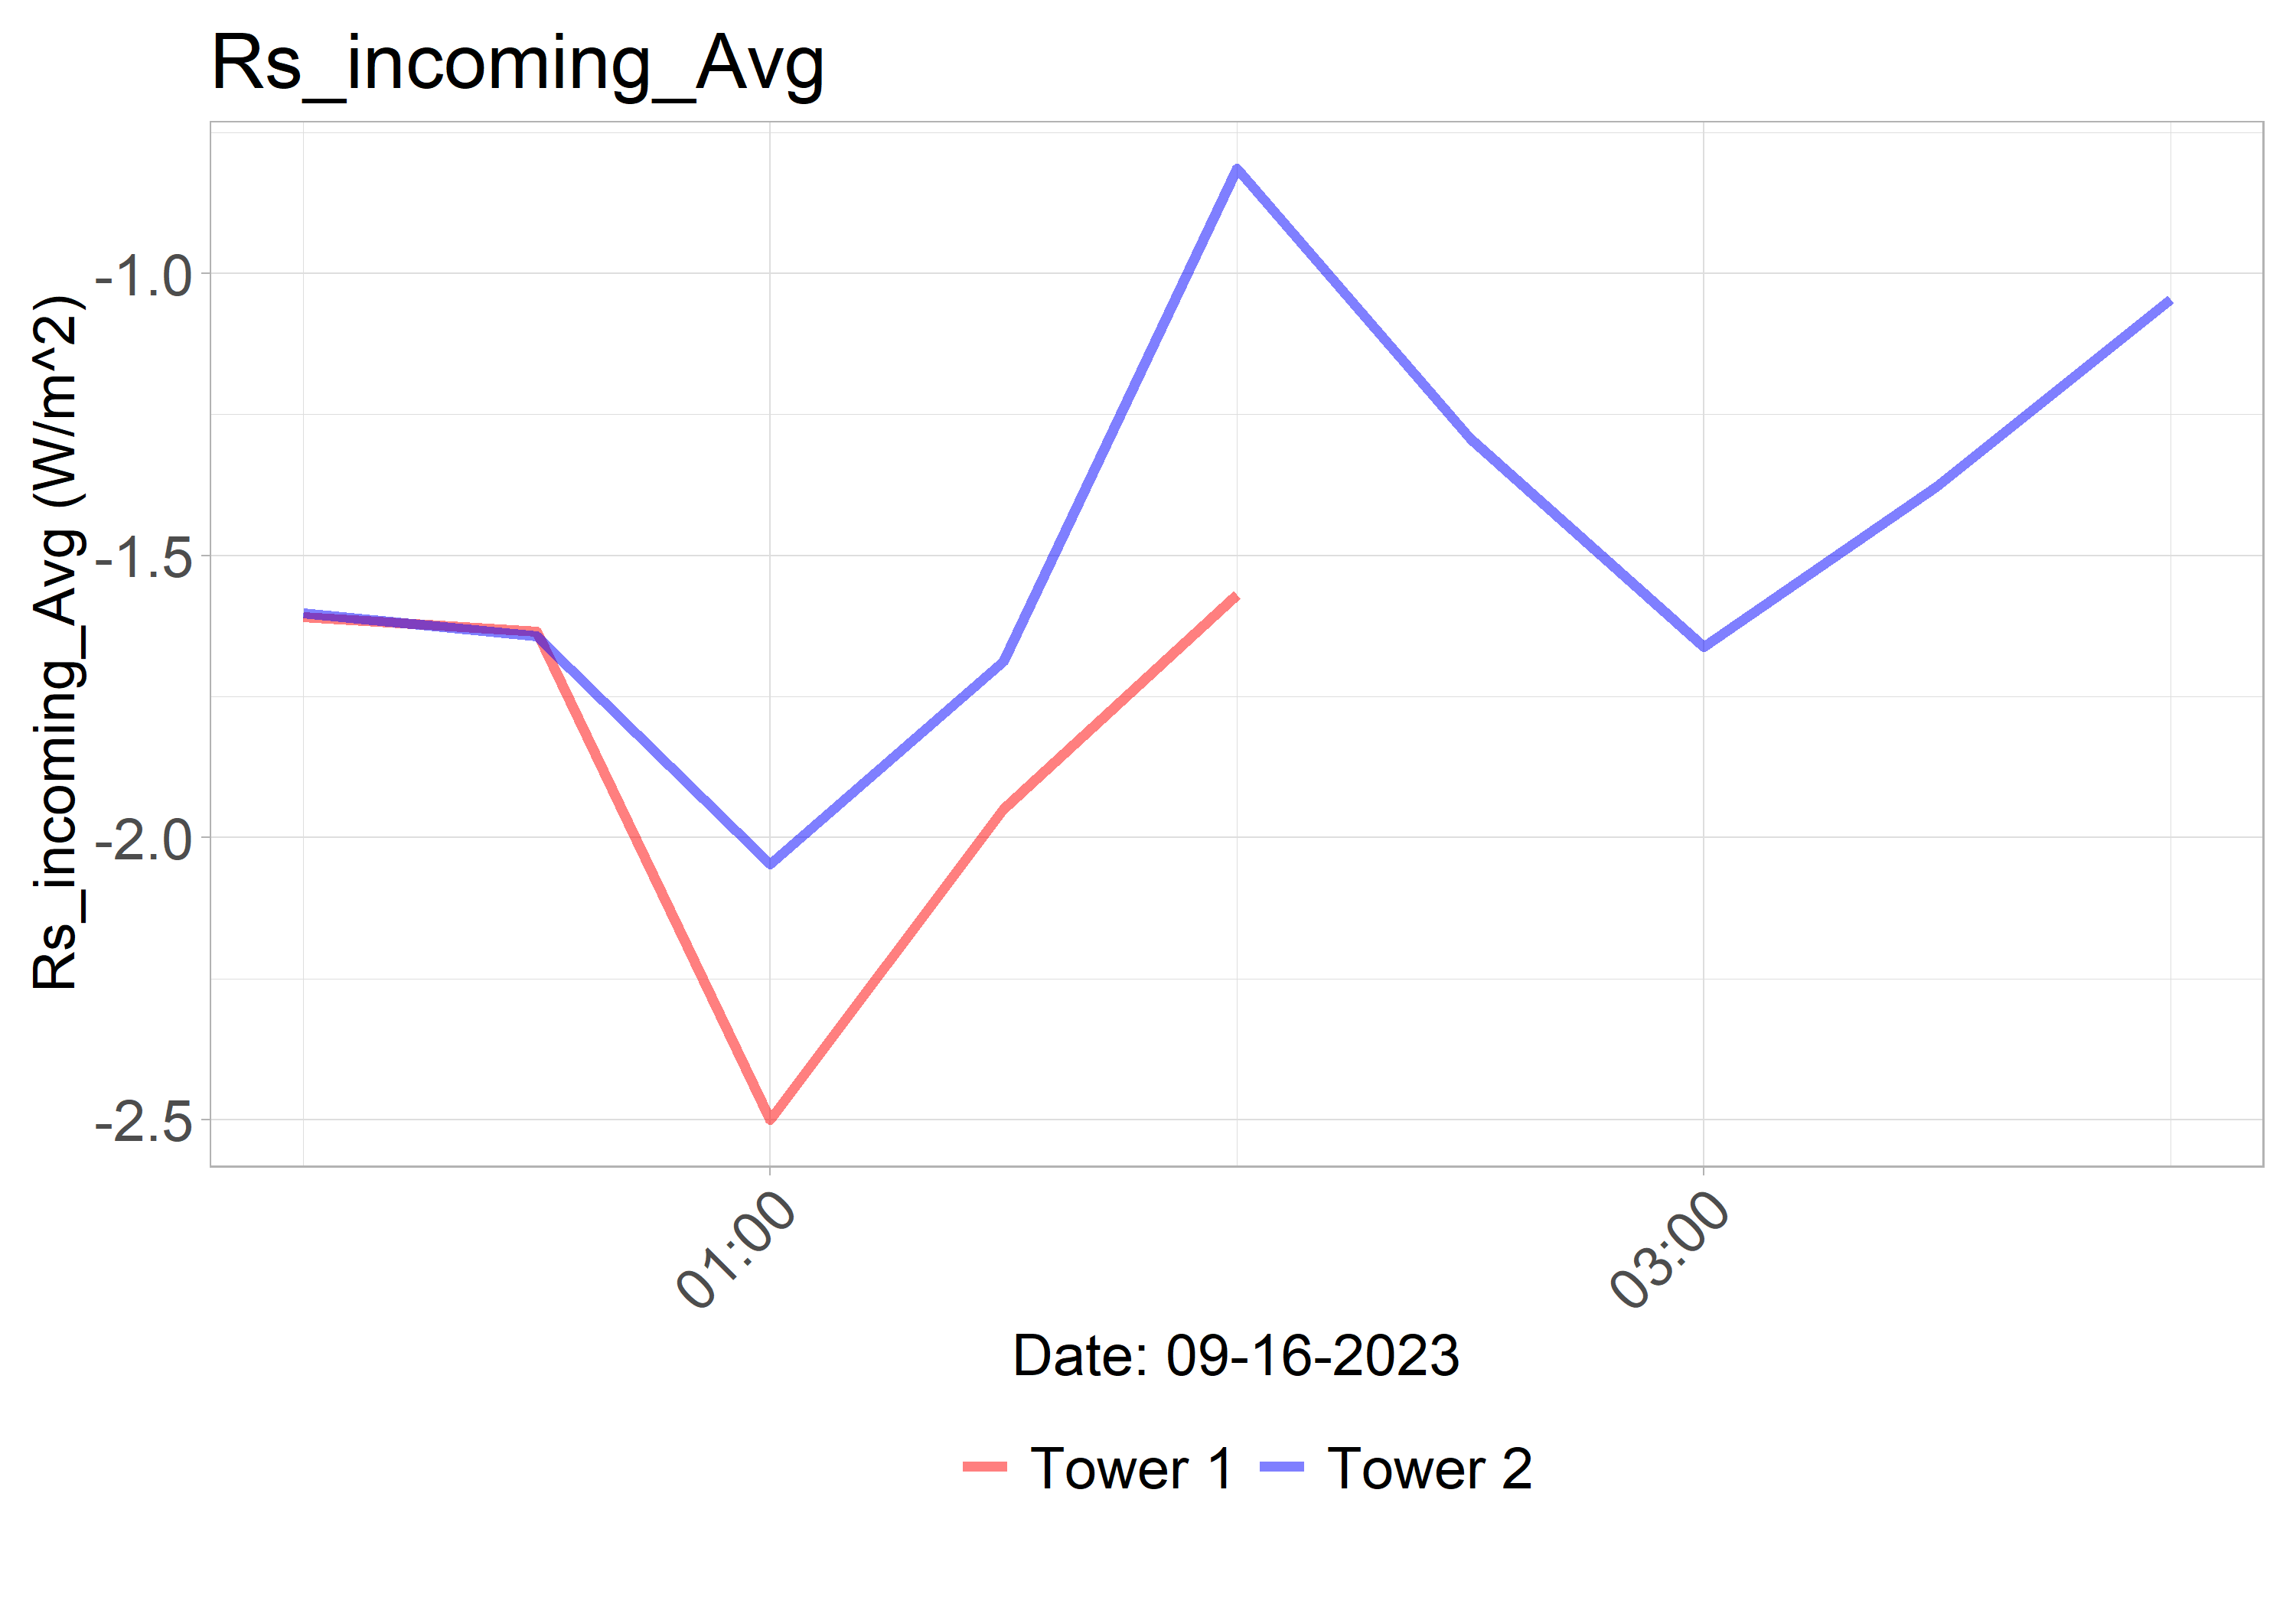 Rs_incoming_Avg
Rs_incoming_Avg (W/m^2)
-1.0
-1.5
-2.0
-2.5
01:00
03:00
Date: 09-16-2023
Tower 1
Tower 2